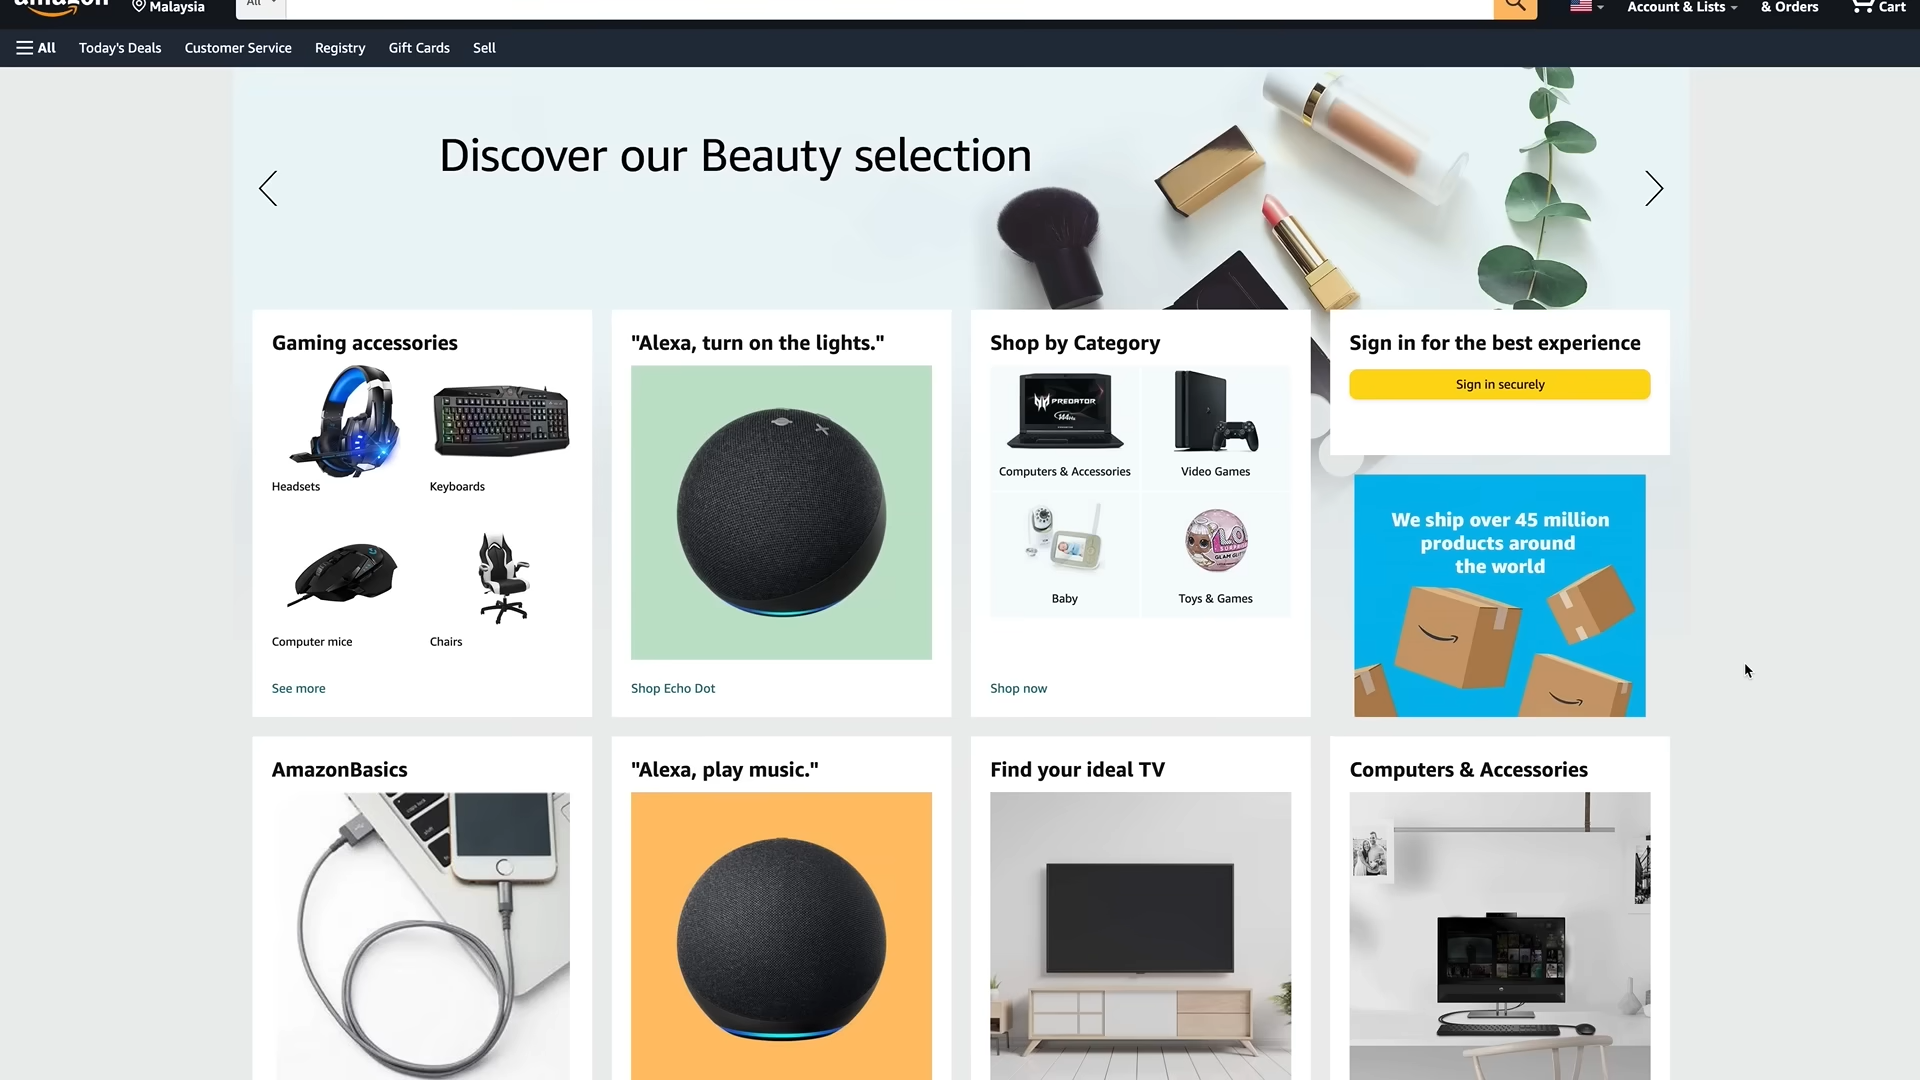 amazon
Malaysia
All
Account & Lists
& Orders
Cart
All
Today's Deals
Customer Service
Registry
Gift Cards
Sell
Discover our Beauty selection
Gaming accessories
Headsets
Keyboards
Computer mice
Chairs
See more
"Alexa, turn on the lights."
Shop Echo Dot
Shop by Category
PREDATOR
144Hz
Computers & Accessories
Video Games
Baby
Toys & Games
Shop now
Sign in for the best experience
Sign in securely
We ship over 45 million
products around
the world
AmazonBasics
"Alexa, play music."
Find your ideal TV
Computers & Accessories